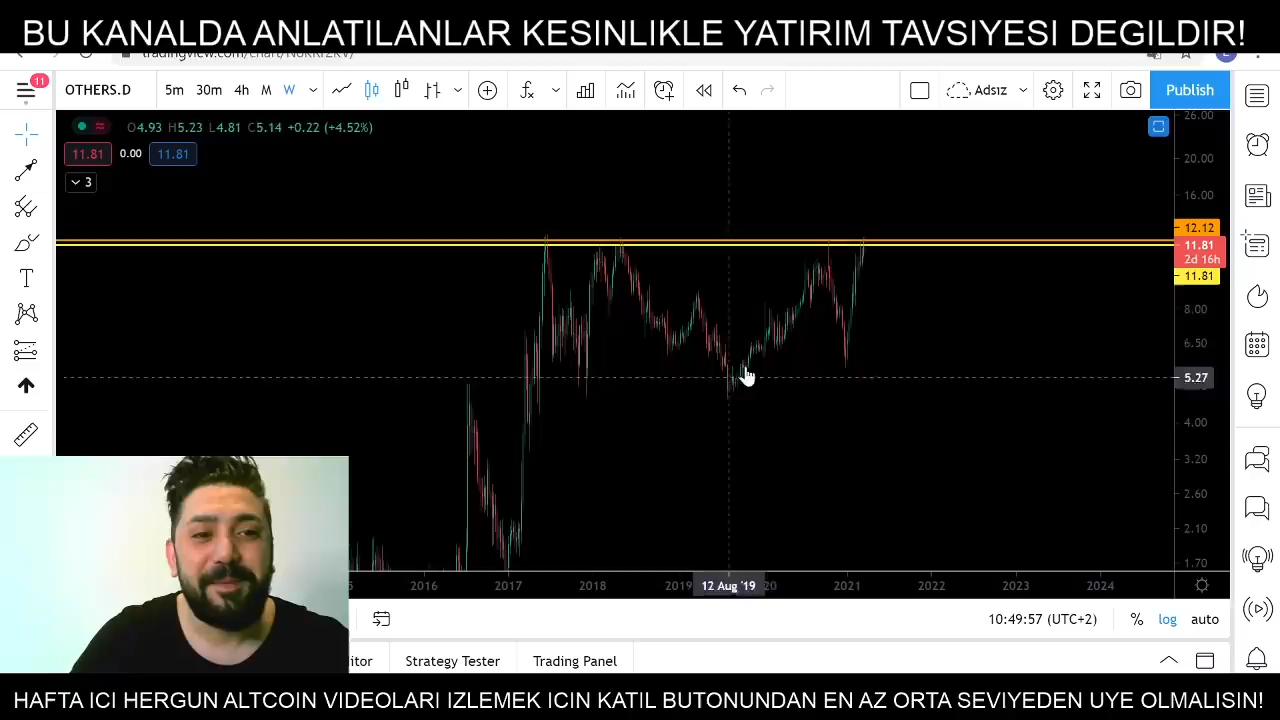 BU KANALDA ANLATILANLAR KESINLIKLE YATIRIM TAVSIYESI DEGILDIR!
11
OTHERS.D
5m 30m 4h M W
Adsız
Publish
O4.93 H5.23 L4.81 C5.14 +0.22 (+4.52%)
11.81 0.00 11.81
3
26.00
20.00
16.00
12.12
11.81
2d 16h
11.81
8.00
6.50
5.27
4.00
3.20
2.60
2.10
1.70
2016 2017 2018 2019 12 Aug '19 20 2021 2022 2023 2024
10:49:57 (UTC+2) % log auto
itor Strategy Tester Trading Panel
HAFTA ICI HERGUN ALTCOIN VIDEOLARI IZLEMEK ICIN KATIL BUTONUNDAN EN AZ ORTA SEVIYEDEN UYE OLMALISIN!